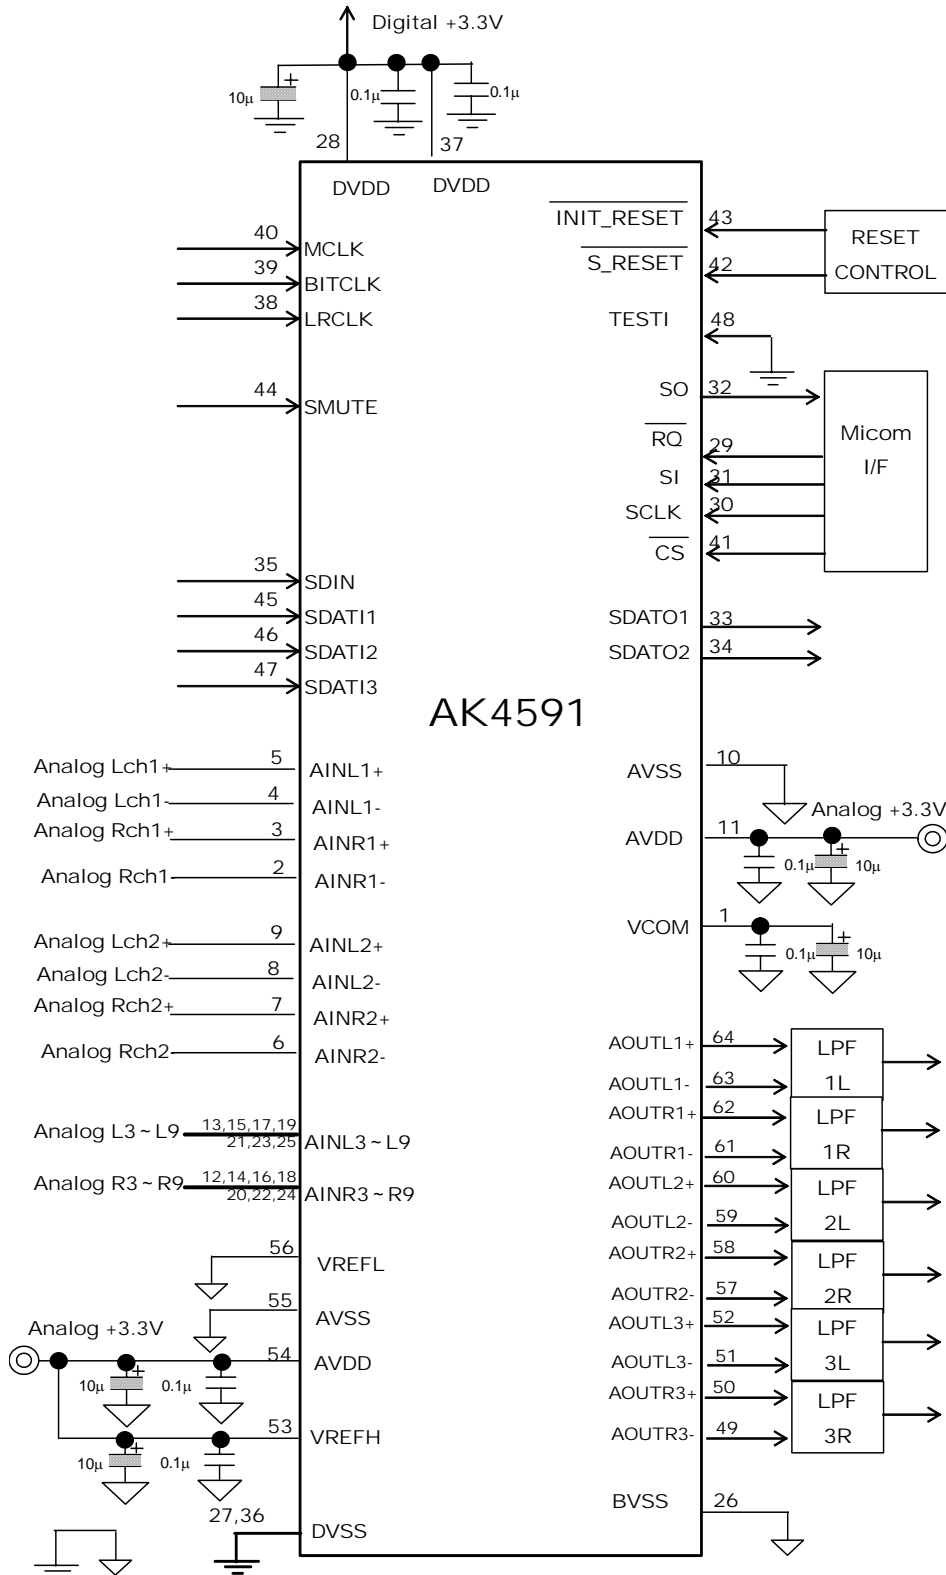 Digital +3.3V
10μ
+
0.1μ
0.1μ
28
37
DVDD
DVDD
40
MCLK
39
BITCLK
38
LRCLK
44
SMUTE
35
SDIN
45
SDATI1
46
SDATI2
47
SDATI3
INIT_RESET
43
S_RESET
42
RESET
CONTROL
TESTI
48
SO
32
RQ
29
SI
31
SCLK
30
CS
41
Micom
I/F
SDATO1
33
SDATO2
34
AK4591
Analog Lch1+
5
AINL1+
Analog Lch1-
4
AINL1-
Analog Rch1+
3
AINR1+
Analog Rch1-
2
AINR1-
Analog Lch2+
9
AINL2+
Analog Lch2-
8
AINL2-
Analog Rch2+
7
AINR2+
Analog Rch2-
6
AINR2-
Analog L3~L9
13,15,17,19
21,23,25
AINL3~L9
Analog R3~R9
12,14,16,18
20,22,24
AINR3~R9
AVSS
10
Analog +3.3V
AVDD
11
0.1μ
+
10μ
VCOM
1
0.1μ
+
10μ
AOUTL1+
64
AOUTL1-
63
LPF
1L
AOUTR1+
62
AOUTR1-
61
LPF
1R
AOUTL2+
60
AOUTL2-
59
LPF
2L
AOUTR2+
58
AOUTR2-
57
LPF
2R
AOUTL3+
52
AOUTL3-
51
LPF
3L
AOUTR3+
50
AOUTR3-
49
LPF
3R
56
VREFL
55
AVSS
Analog +3.3V
54
AVDD
10μ
+
0.1μ
53
VREFH
10μ
+
0.1μ
27,36
DVSS
BVSS
26